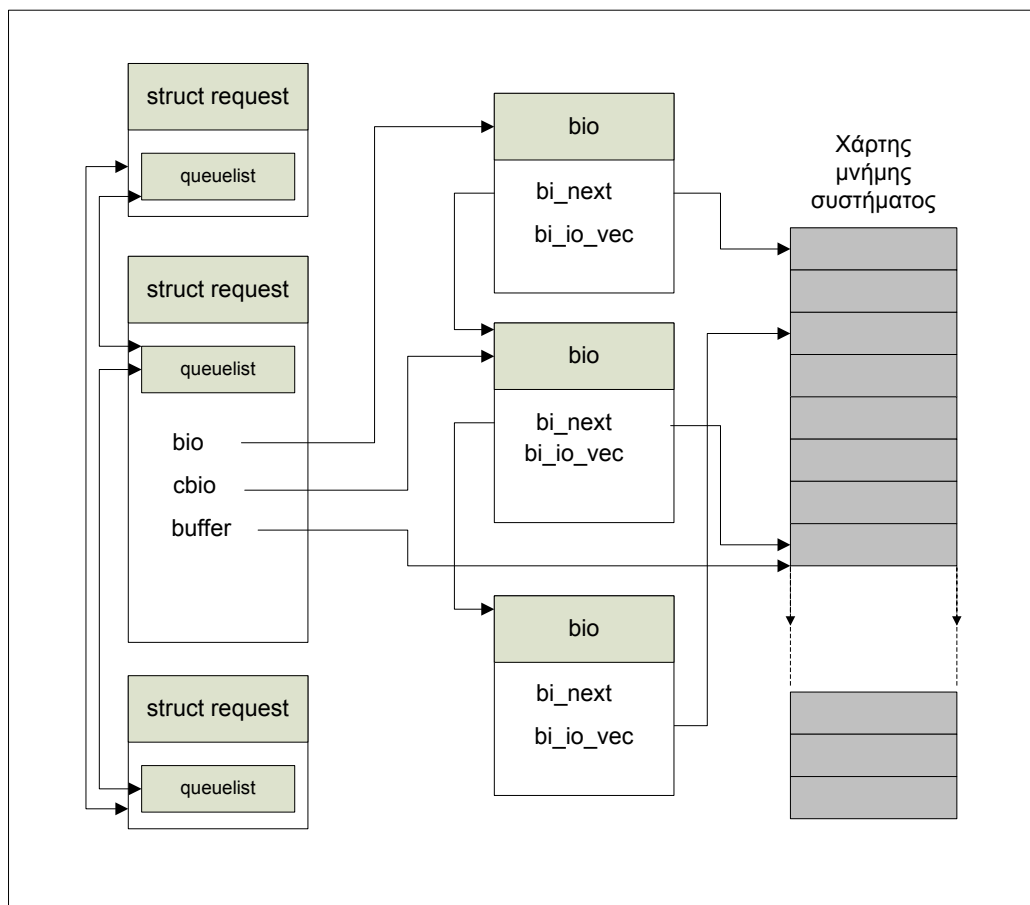 struct request
queuelist
struct request
queuelist
bio
cbio
buffer
struct request
queuelist
bio
bi_next
bi_io_vec
bio
bi_next
bi_io_vec
bio
bi_next
bi_io_vec
Χάρτης
μνήμης
συστήματος